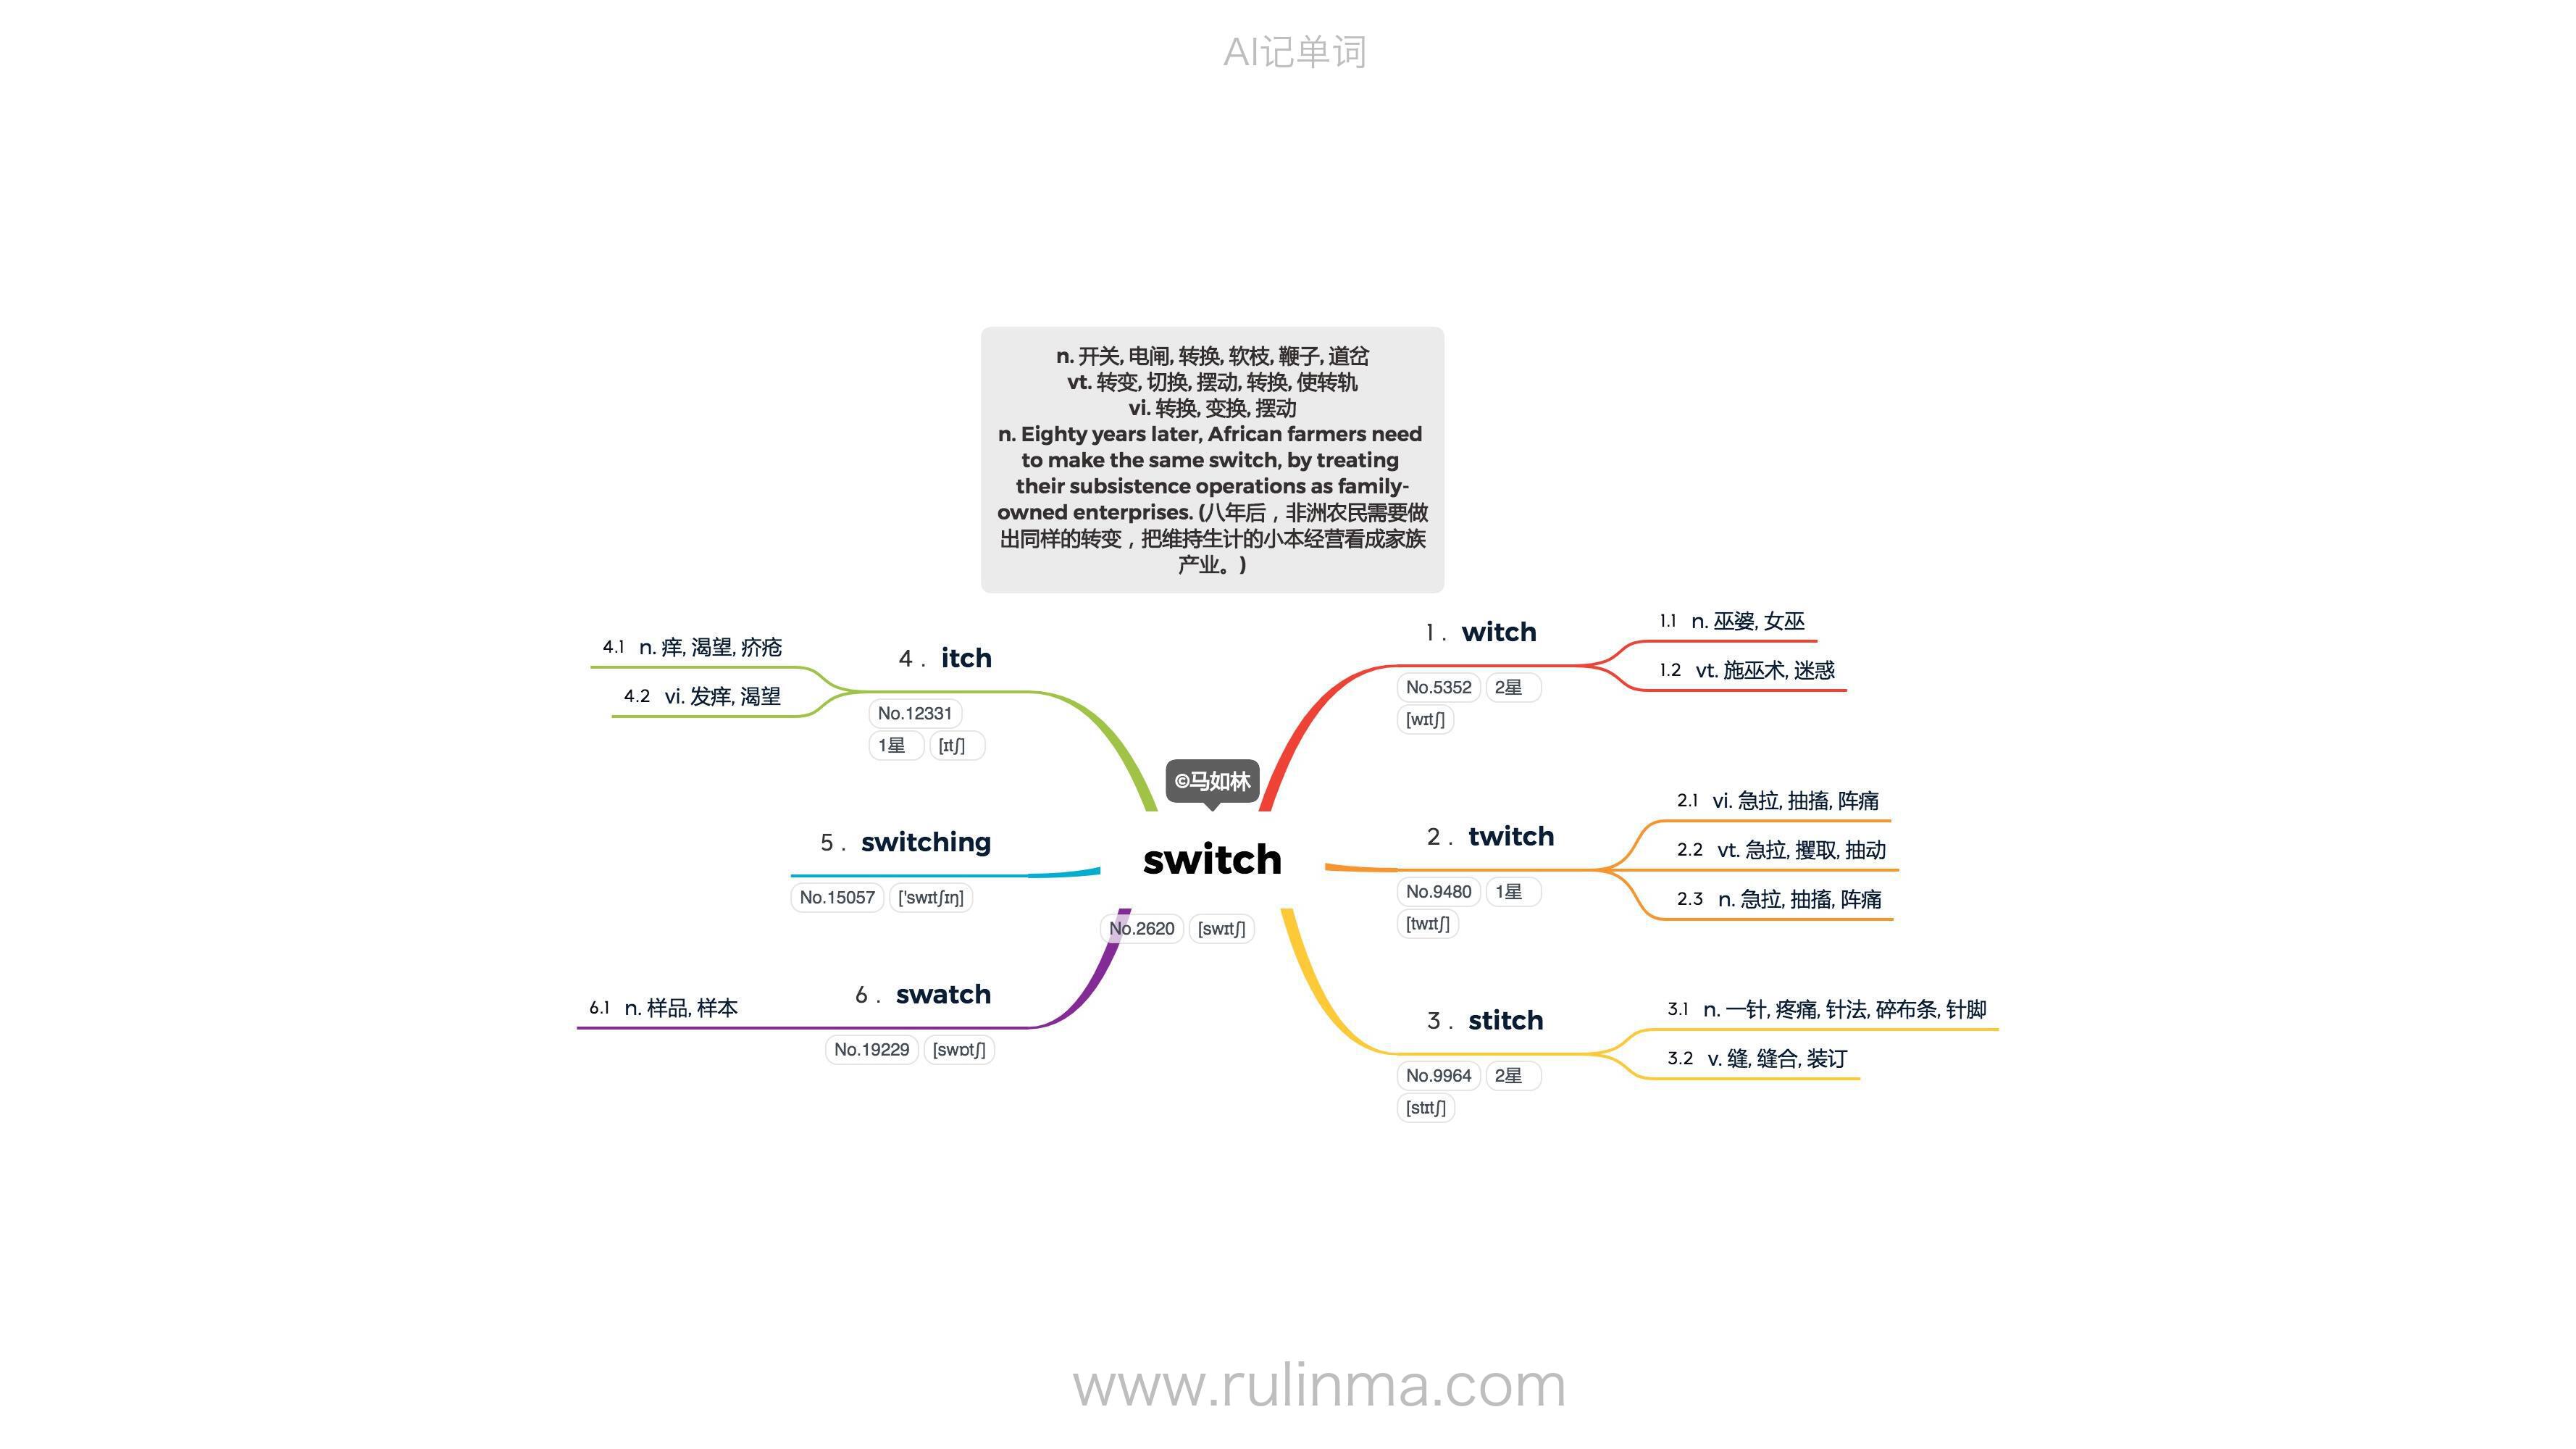 AI记单词
n. 开关, 电闸, 转换, 软枝, 鞭子, 道岔
vt. 转变, 切换, 摆动, 转换, 使转轨
vi. 转换, 变换, 摆动
n. Eighty years later, African farmers need
to make the same switch, by treating
their subsistence operations as family-
owned enterprises. (八年后，非洲农民需要做
出同样的转变，把维持生计的小本经营看成家族
产业。)
©马如林
switch
No.2620 [swɪtʃ]
1. witch
No.5352 2星
[wɪtʃ]
1.1 n. 巫婆, 女巫
1.2 vt. 施巫术, 迷惑
2. twitch
No.9480 1星
[twɪtʃ]
2.1 vi. 急拉, 抽搐, 阵痛
2.2 vt. 急拉, 攫取, 抽动
2.3 n. 急拉, 抽搐, 阵痛
3. stitch
No.9964 2星
[stɪtʃ]
3.1 n. 一针, 疼痛, 针法, 碎布条, 针脚
3.2 v. 缝, 缝合, 装订
4. itch
No.12331
1星 [ɪtʃ]
4.1 n. 痒, 渴望, 疥疮
4.2 vi. 发痒, 渴望
5. switching
No.15057 ['swɪtʃɪŋ]
6. swatch
No.19229 [swɒtʃ]
6.1 n. 样品, 样本
www.rulinma.com